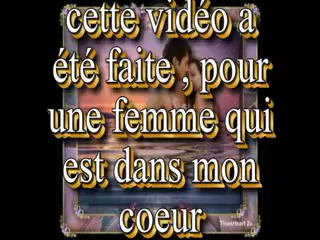 cette vidéo a
été faite , pour
une femme qui
est dans mon
coeur